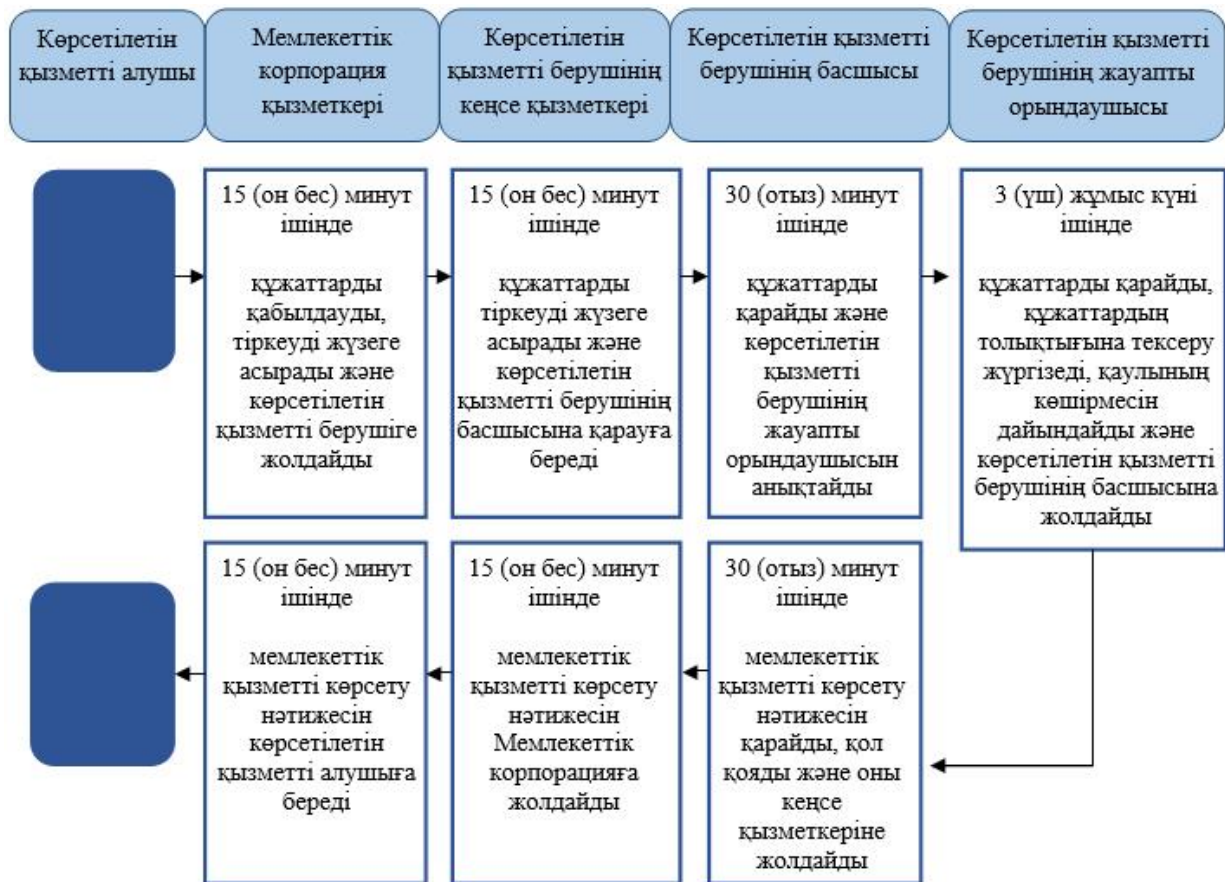 Көрсетілетін
қызметті алушы
Мемлекеттік
корпорация
қызметкері
Көрсетілетін
қызметті берушінің
кеңсе қызметкері
Көрсетілетін қызметті
берушінің басшысы
Көрсетілетін қызметті
берушінің жауапты
орындаушысы
15 (он бес) минут
ішінде
құжаттарды
қабылдауды,
тіркеуді жүзеге
асырады және
көрсетілетін
қызметті берушіге
жолдайды
15 (он бес) минут
ішінде
құжаттарды
тіркеуді жүзеге
асырады және
көрсетілетін
қызметті берушінің
басшысына қарауға
береді
30 (отыз) минут
ішінде
құжаттарды
қарайды және
көрсетілетін
қызметті
берушінің
жауапты
орындаушысын
анықтайды
3 (үш) жұмыс күні
ішінде
құжаттарды қарайды,
құжаттардың
толықтығына тексеру
жүргізеді, қаулының
көшірмесін
дайындайды және
көрсетілетін қызметті
берушінің басшысына
жолдайды
15 (он бес) минут
ішінде
мемлекеттік
қызметті көрсету
нәтижесін
көрсетілетін
қызметті алушыға
береді
15 (он бес) минут
ішінде
мемлекеттік
қызметті көрсету
нәтижесін
Мемлекеттік
корпорацияға
жолдайды
30 (отыз) минут
ішінде
мемлекеттік
қызметті көрсету
нәтижесін
қарайды, қол
қояды және оны
кеңсе
қызметкеріне
жолдайды